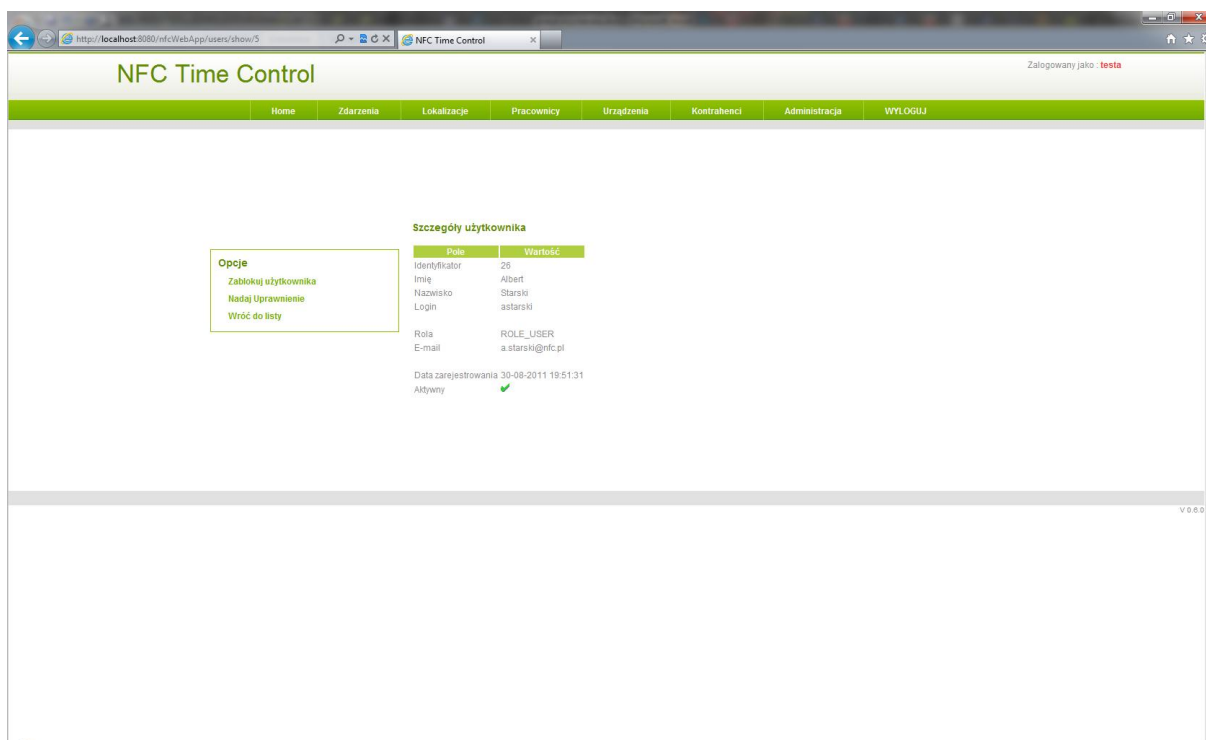 http://localhost:8080/nfcWebApp/users/show/5
NFC Time Control
NFC Time Control
Zalogowany jako : testa
Home Zdarzenia Lokalizacje Pracownicy Urządzenia Kontrahenci Administracja WYLOGUJ
Szczegóły użytkownika
Opcje
Zablokuj użytkownika
Nadaj Uprawnienie
Wróć do listy
Pole Wartość
Identyfikator 26
Imię Albert
Nazwisko Starski
Login astarski
Rola ROLE_USER
E-mail a.starski@nfc.pl
Data zarejestrowania 30-08-2011 19:51:31
Aktywny
V 0.6.0